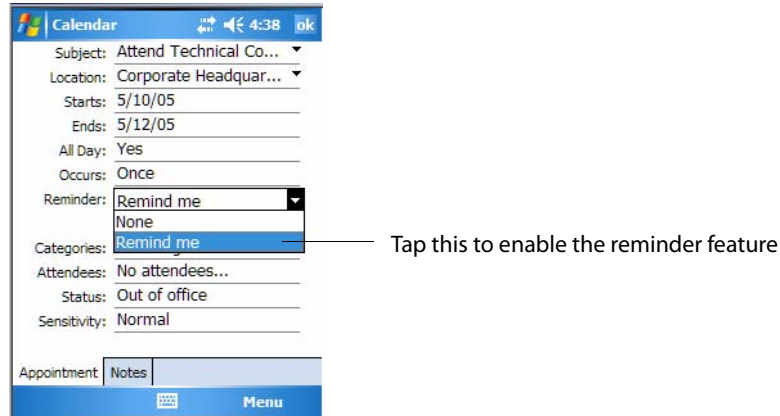 Calendar 4:38 ok
Subject: Attend Technical Co...
Location: Corporate Headquar...
Starts: 5/10/05
Ends: 5/12/05
All Day: Yes
Occurs: Once
Reminder: Remind me
None
Remind me
Tap this to enable the reminder feature
Categories:
Attendees: No attendees...
Status: Out of office
Sensitivity: Normal
Appointment Notes
Menu